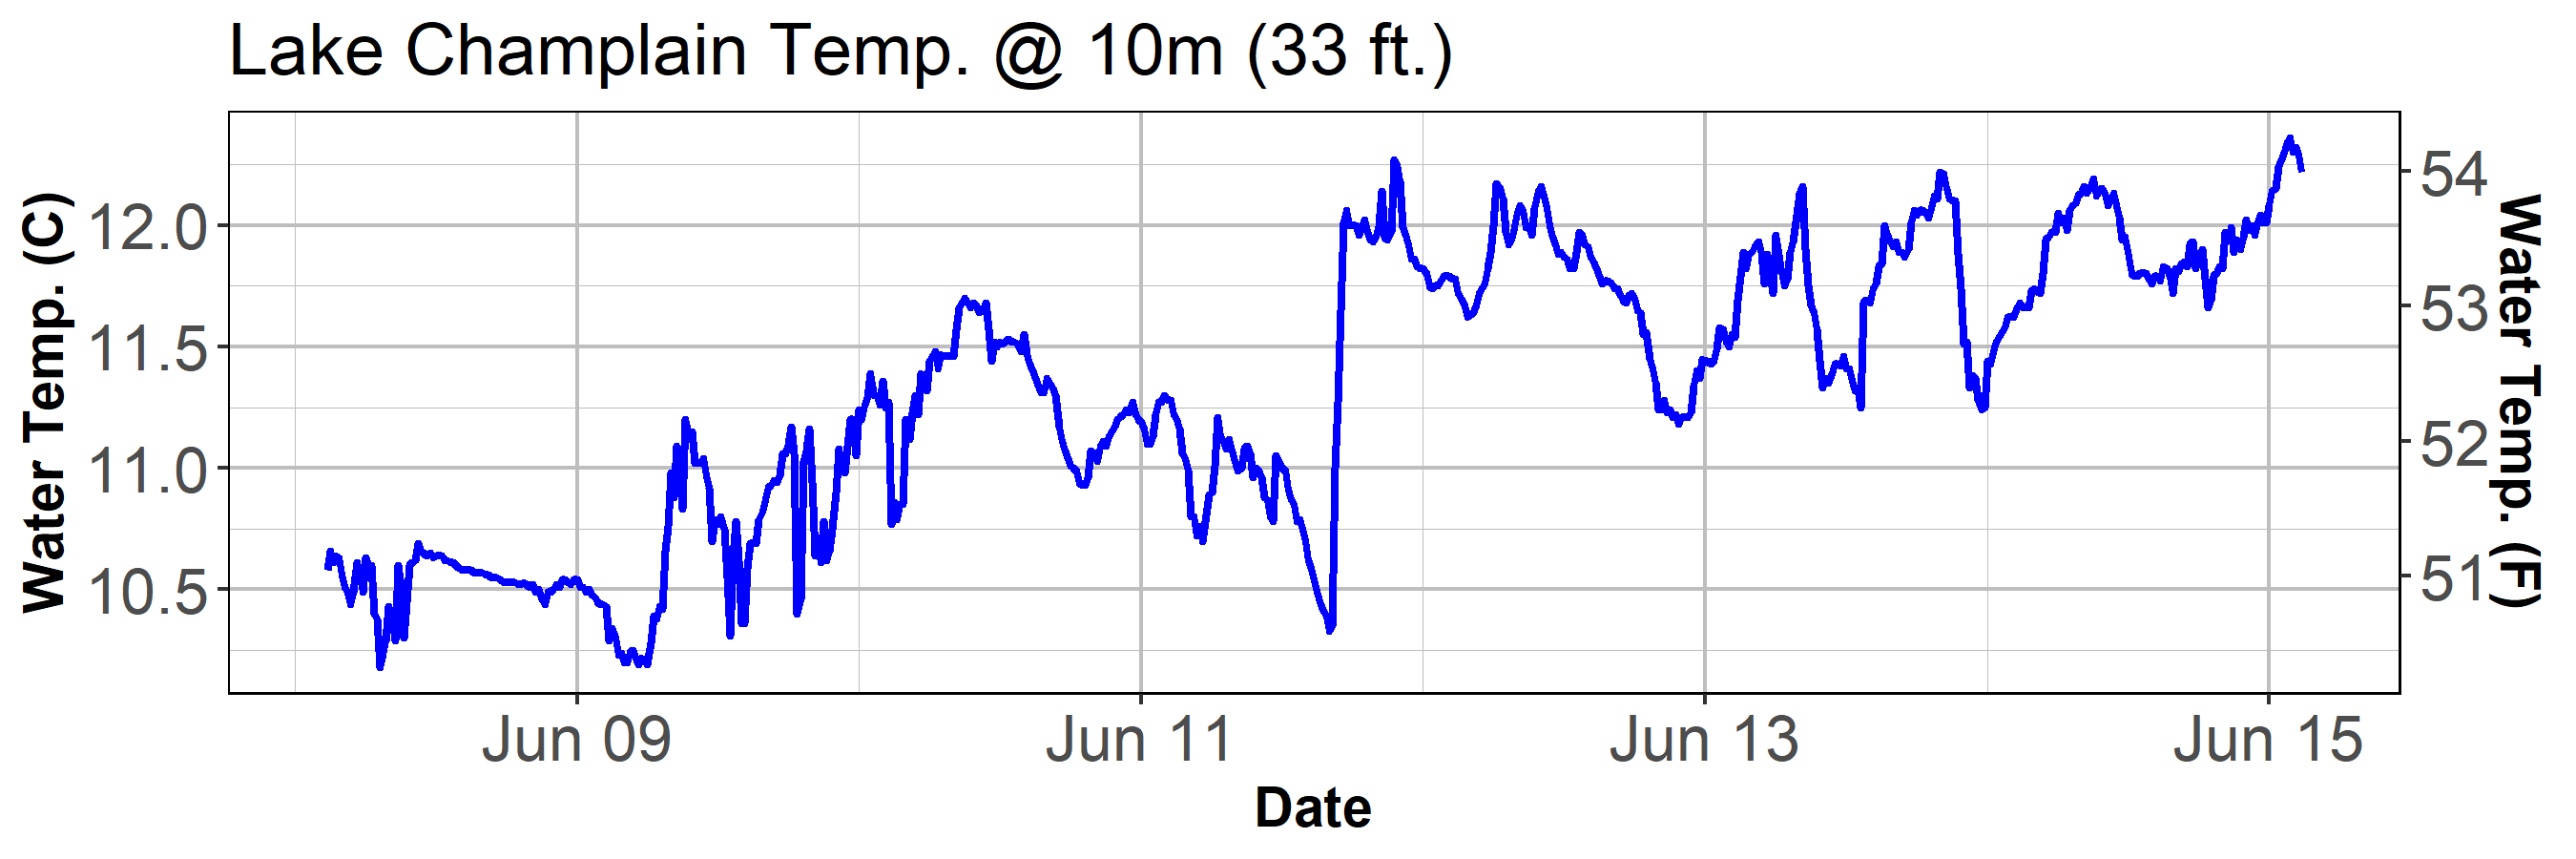 Lake Champlain Temp. @ 10m (33 ft.)
Water Temp. (C)
12.0
11.5
11.0
10.5
54
53
52
51
Water Temp. (F)
Jun 09
Jun 11
Jun 13
Jun 15
Date